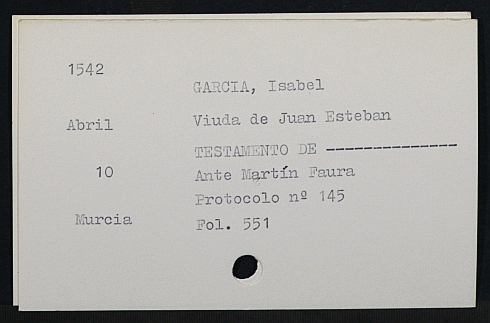 1542
GARCIA, Isabel
Abril
Viuda de Juan Esteban
TESTAMENTO DE --------------
10
Ante Martín Faura
Protocolo nº 145
Murcia
Fol. 551